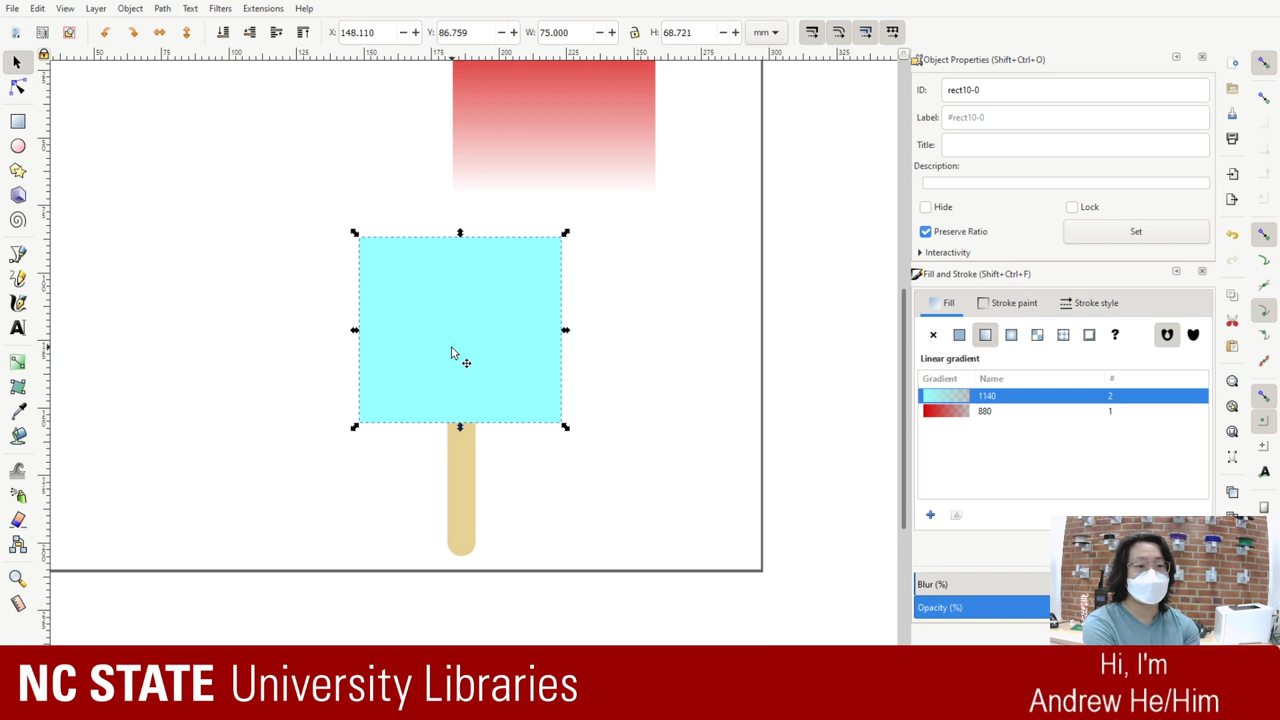 File Edit View Layer Object Path Text Filters Extensions Help
X: 148.110 Y: 86.759 W: 75.000 H: 68.721 mm
Object Properties (Shift+Ctrl+O)
ID: rect10-0
Label: #rect10-0
Title:
Description:
Hide Lock
Preserve Ratio Set
Interactivity
Fill and Stroke (Shift+Ctrl+F)
Fill Stroke paint Stroke style
Linear gradient
Gradient Name #
1140 2
880 1
Blur (%)
Opacity (%)
NC STATE University Libraries
Hi, I'm
Andrew He/Him